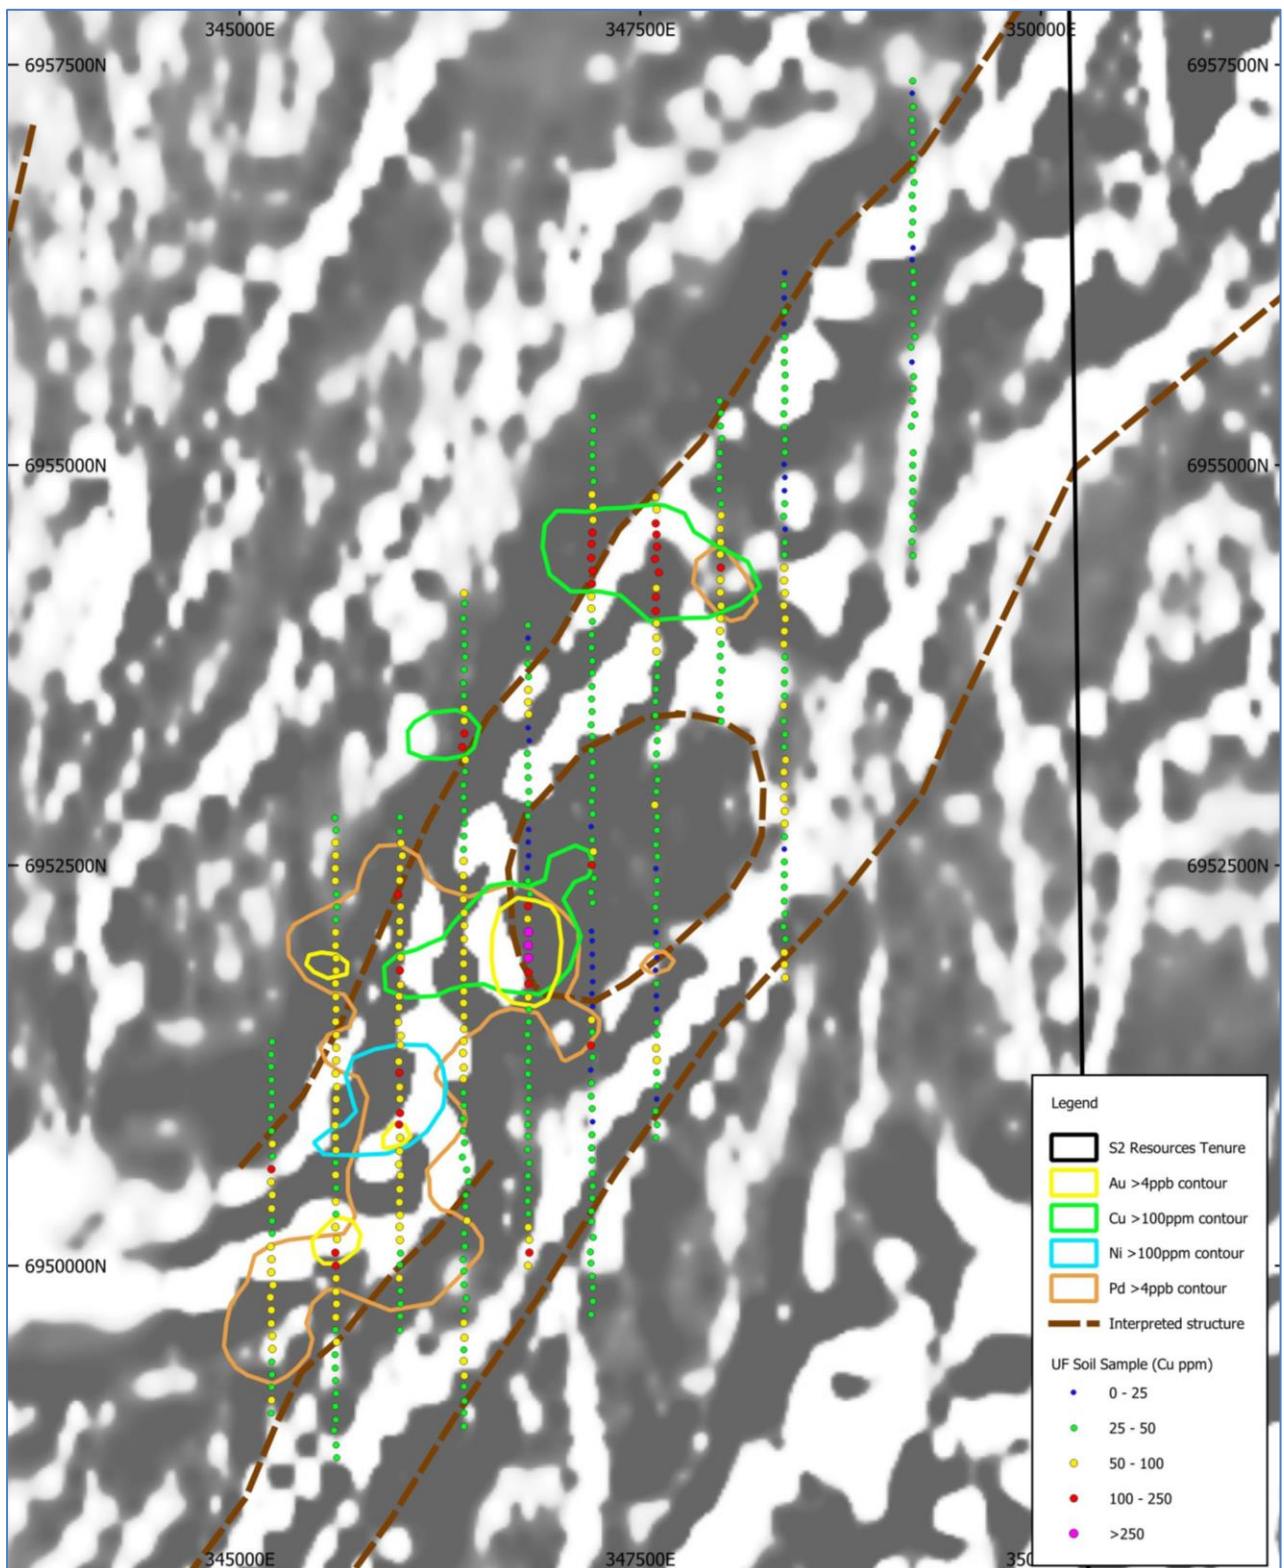 345000E 347500E 350000E
6957500N 6957500N
6955000N 6955000N
6952500N 6952500N
6950000N
Legend
S2 Resources Tenure
Au >4ppb contour
Cu >100ppm contour
Ni >100ppm contour
Pd >4ppb contour
Interpreted structure
UF Soil Sample (Cu ppm)
0 - 25
25 - 50
50 - 100
100 - 250
>250
345000E 347500E 350